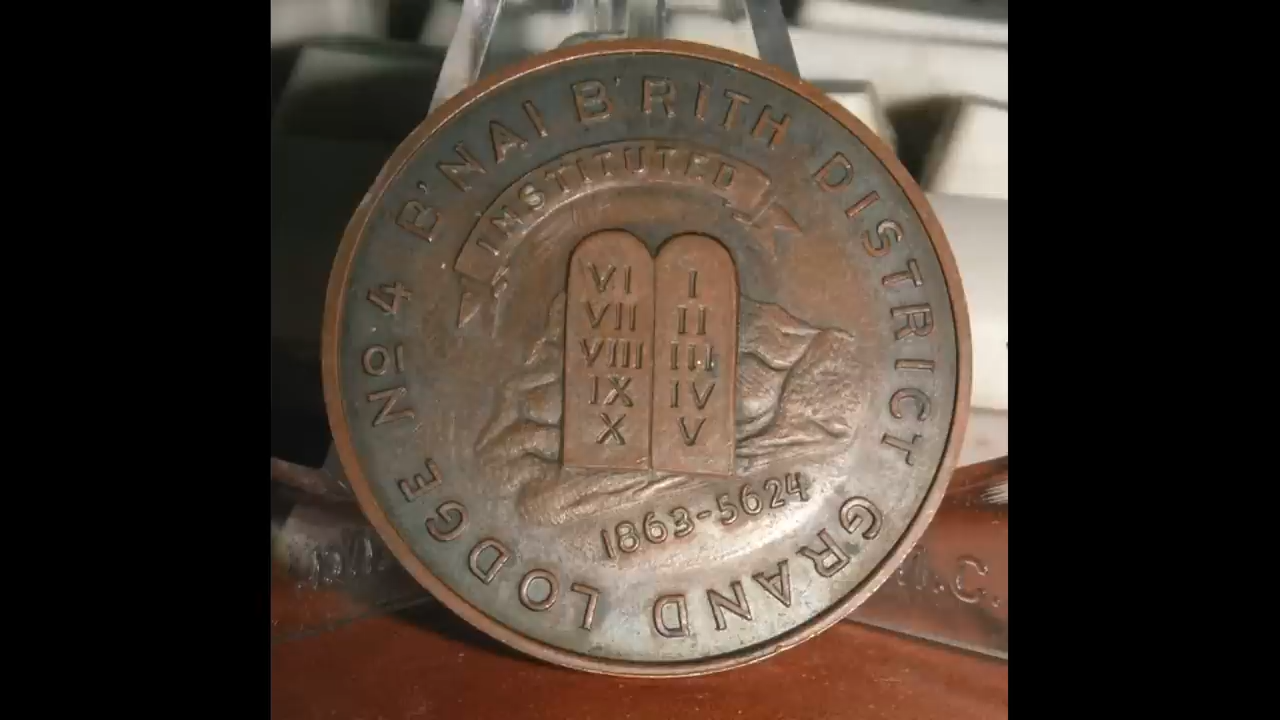 B'NAI B'RITH DISTRICT GRAND LODGE No 4
INSTITUTED
VI I
VII II
VIII III
IX IV
X V
1863-5624